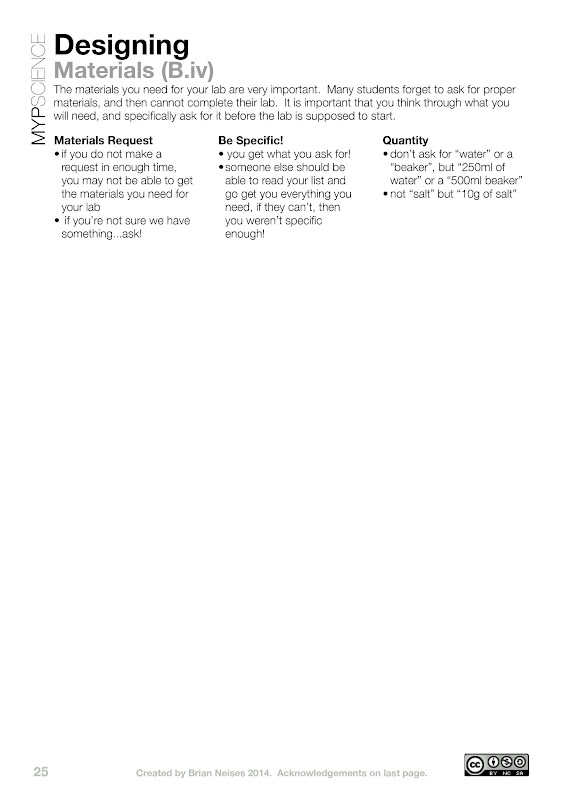 MYPSCIENCE
Designing
Materials (B.iv)
The materials you need for your lab are very important.  Many students forget to ask for proper
materials, and then cannot complete their lab.  It is important that you think through what you
will need, and specifically ask for it before the lab is supposed to start.
Materials Request
• if you do not make a
request in enough time,
you may not be able to get
the materials you need for
your lab
• if you're not sure we have
something...ask!
Be Specific!
• you get what you ask for!
• someone else should be
able to read your list and
go get you everything you
need, if they can't, then
you weren't specific
enough!
Quantity
• don't ask for “water” or a
“beaker”, but “250ml of
water” or a “500ml beaker”
• not “salt” but “10g of salt”
25
Created by Brian Neises 2014.  Acknowledgements on last page.
cc
BY NC SA